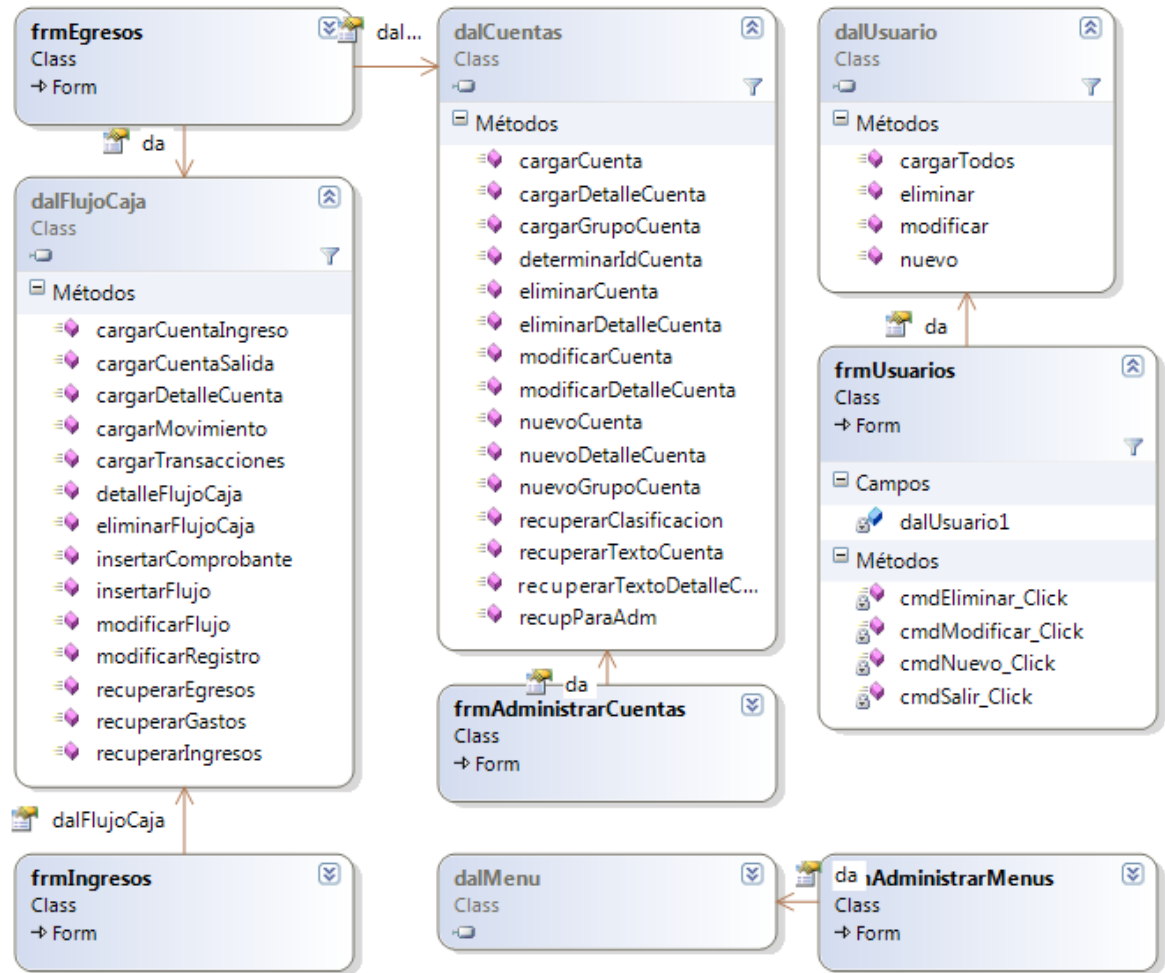 frmEgresos
Class
Form
dal...
da
dalFlujoCaja
Class
Métodos
cargarCuentaIngreso
cargarCuentaSalida
cargarDetalleCuenta
cargarMovimiento
cargarTransacciones
detalleFlujoCaja
eliminarFlujoCaja
insertarComprobante
insertarFlujo
modificarFlujo
modificarRegistro
recuperarEgresos
recuperarGastos
recuperarIngresos
dalFlujoCaja
frmIngresos
Class
Form
dalCuentas
Class
Métodos
cargarCuenta
cargarDetalleCuenta
cargarGrupoCuenta
determinarIdCuenta
eliminarCuenta
eliminarDetalleCuenta
modificarCuenta
modificarDetalleCuenta
nuevoCuenta
nuevoDetalleCuenta
nuevoGrupoCuenta
recuperarClasificacion
recuperarTextoCuenta
recuperarTextoDetalleC...
recupParaAdm
da
frmAdministrarCuentas
Class
Form
dalMenu
Class
dalUsuario
Class
Métodos
cargarTodos
eliminar
modificar
nuevo
da
frmUsuarios
Class
Form
Campos
dalUsuario1
Métodos
cmdEliminar_Click
cmdModificar_Click
cmdNuevo_Click
cmdSalir_Click
da
nAdministrarMenus
Class
Form